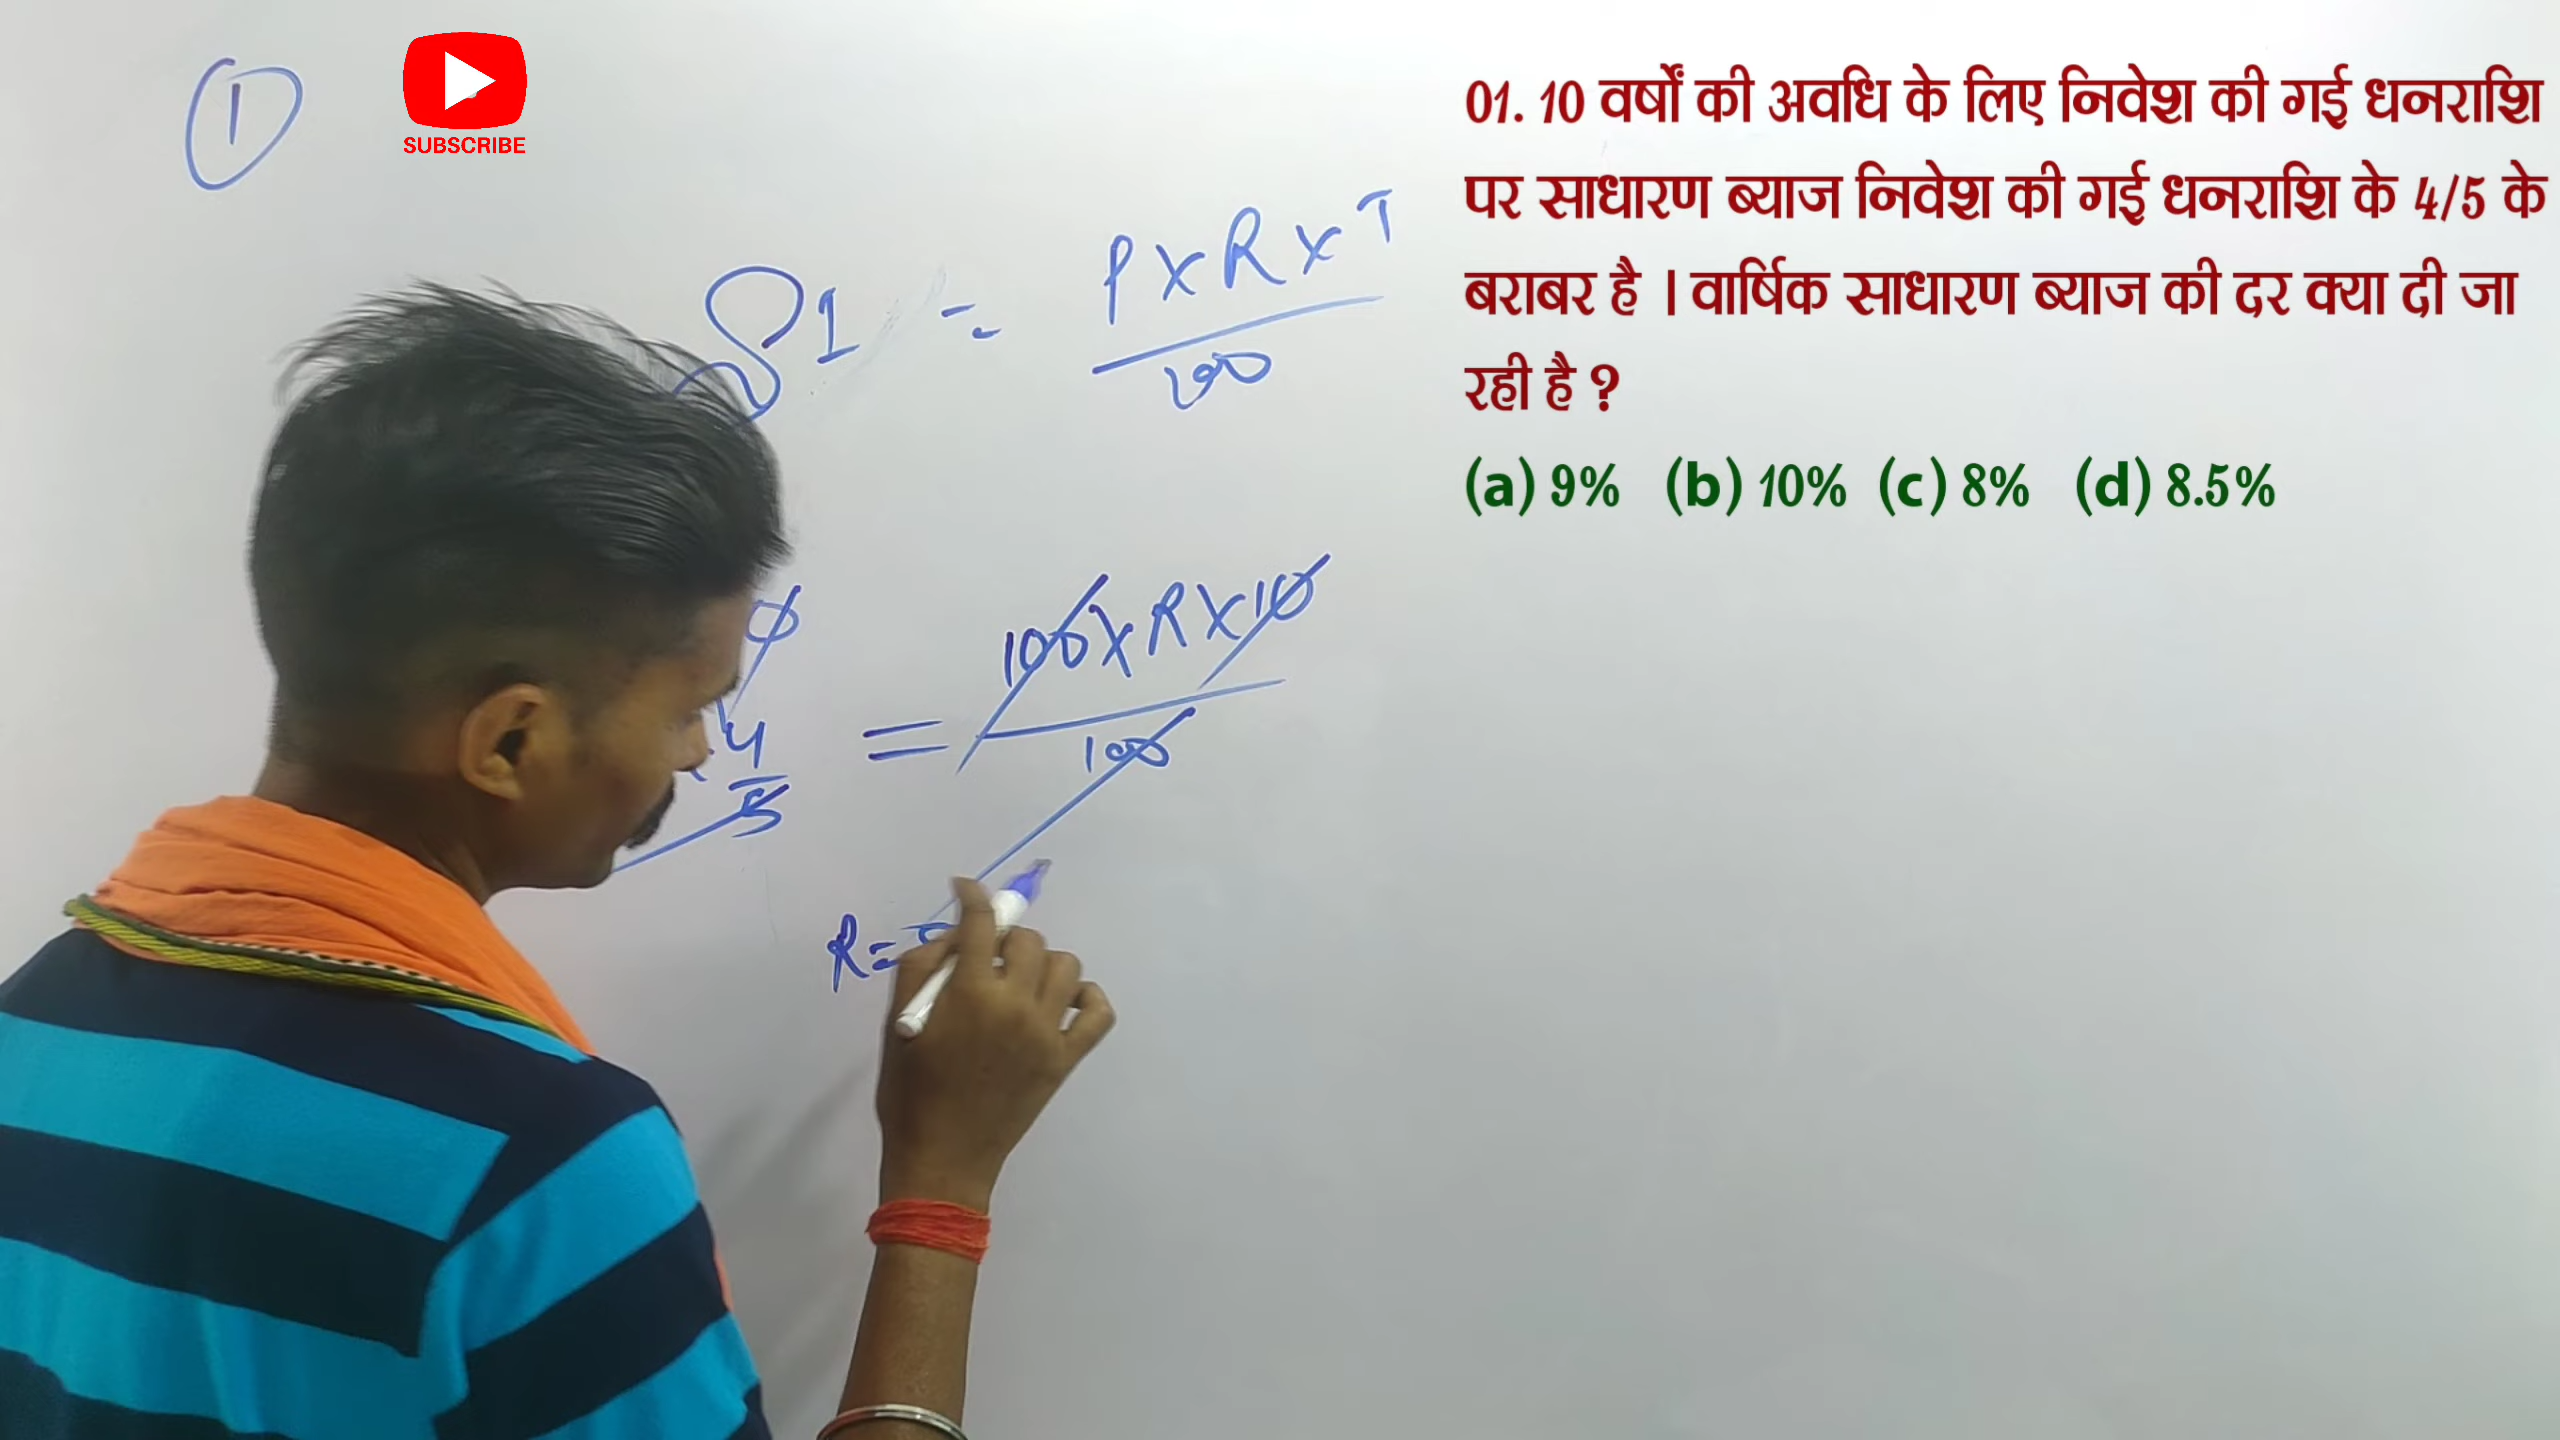 ①
SUBSCRIBE
SI = P×R×T
100
100×R×10
4
= 
5
100
R=
01. 10 वर्षों की अवधि के लिए निवेश की गई धनराशि
पर साधारण ब्याज निवेश की गई धनराशि के 4/5 के
बराबर है । वार्षिक साधारण ब्याज की दर क्या दी जा
रही है ?
(a) 9% (b) 10% (c) 8% (d) 8.5%